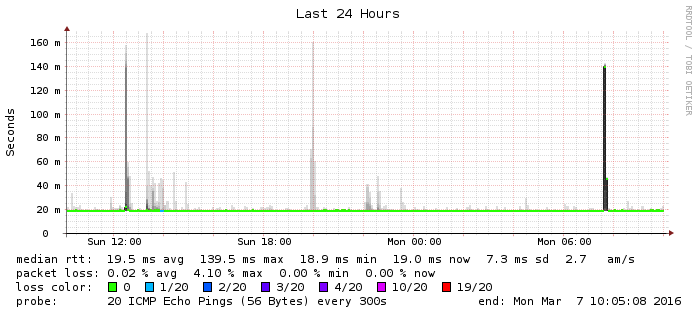 Last 24 Hours
RRDTOOL / TOBI OETIKER
Seconds
160 m
140 m
120 m
100 m
80 m
60 m
40 m
20 m
0
Sun 12:00 Sun 18:00 Mon 00:00 Mon 06:00
median rtt: 19.5 ms avg 139.5 ms max 18.9 ms min 19.0 ms now 7.3 ms sd 2.7 am/s
packet loss: 0.02 % avg 4.10 % max 0.00 % min 0.00 % now
loss color: 0 1/20 2/20 3/20 4/20 10/20 19/20
probe: 20 ICMP Echo Pings (56 Bytes) every 300s end: Mon Mar 7 10:05:08 2016